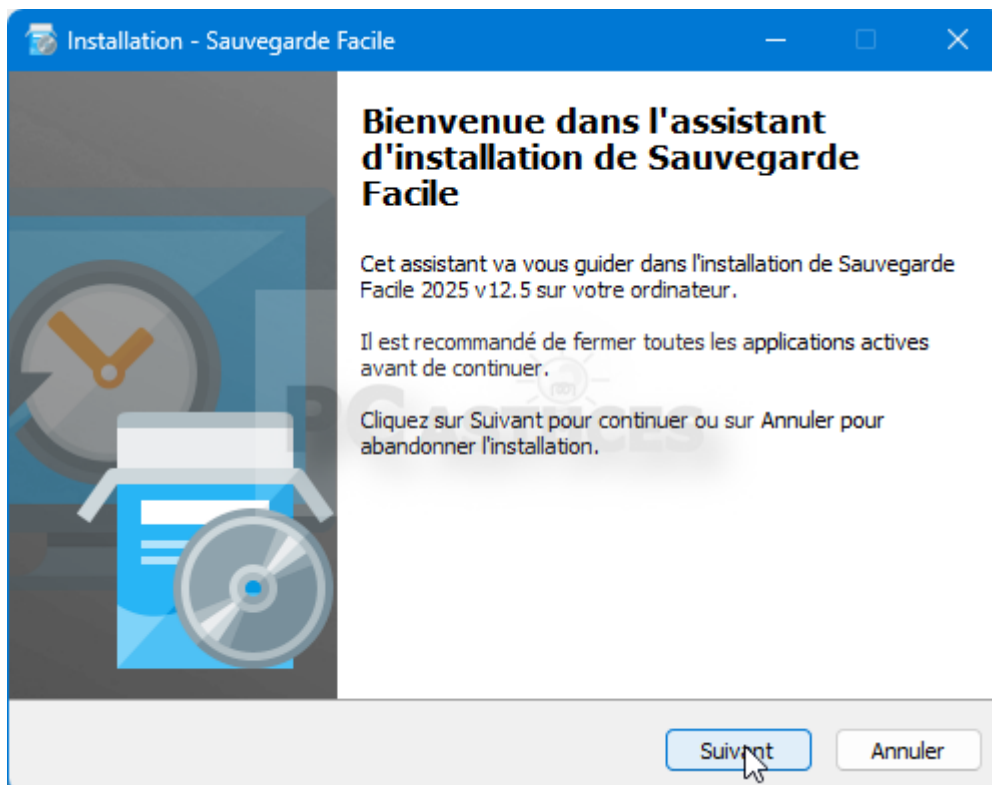 Installation - Sauvegarde Facile
Bienvenue dans l'assistant
d'installation de Sauvegarde
Facile
Cet assistant va vous guider dans l'installation de Sauvegarde
Facile 2025 v12.5 sur votre ordinateur.
Il est recommandé de fermer toutes les applications actives
avant de continuer.
PC ASTUCES
Cliquez sur Suivant pour continuer ou sur Annuler pour
abandonner l'installation.
Suivant
Annuler